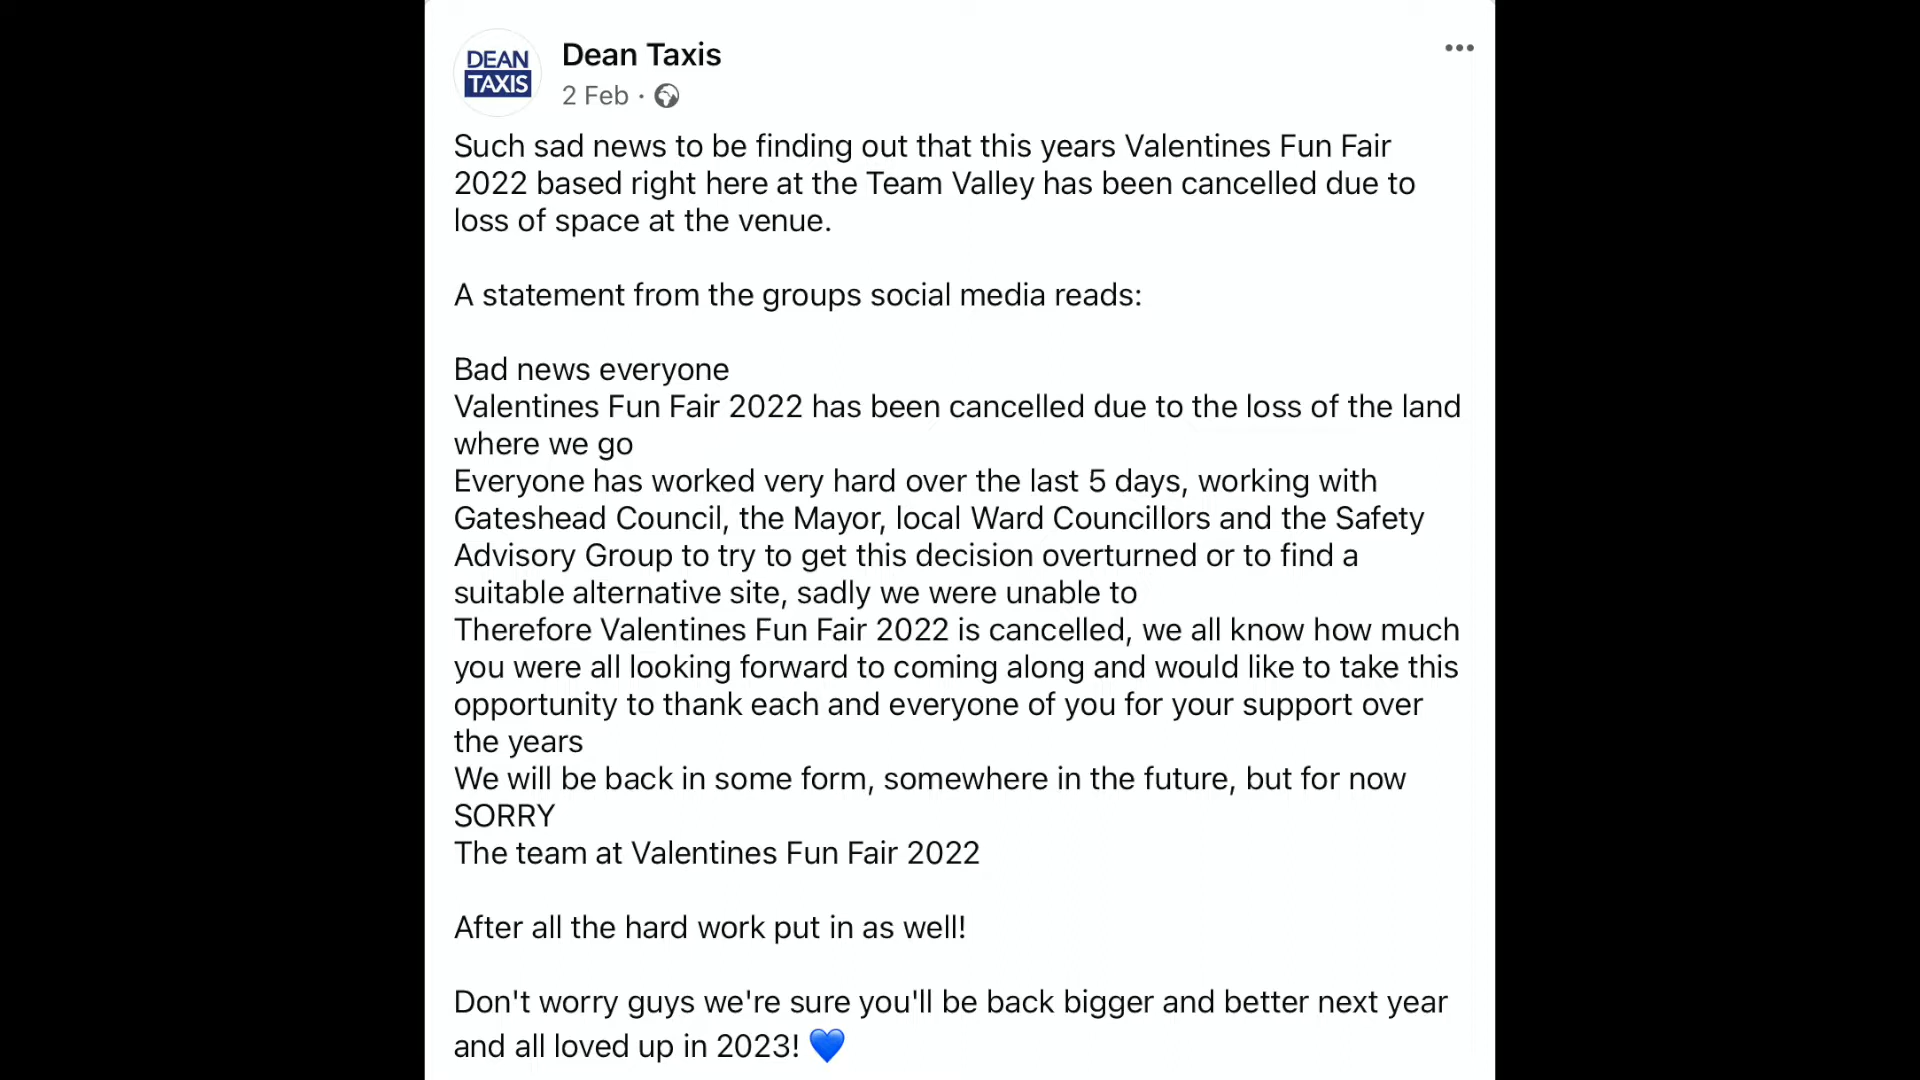 DEAN
TAXIS
Dean Taxis
2 Feb ·
Such sad news to be finding out that this years Valentines Fun Fair
2022 based right here at the Team Valley has been cancelled due to
loss of space at the venue.
A statement from the groups social media reads:
Bad news everyone
Valentines Fun Fair 2022 has been cancelled due to the loss of the land
where we go
Everyone has worked very hard over the last 5 days, working with
Gateshead Council, the Mayor, local Ward Councillors and the Safety
Advisory Group to try to get this decision overturned or to find a
suitable alternative site, sadly we were unable to
Therefore Valentines Fun Fair 2022 is cancelled, we all know how much
you were all looking forward to coming along and would like to take this
opportunity to thank each and everyone of you for your support over
the years
We will be back in some form, somewhere in the future, but for now
SORRY
The team at Valentines Fun Fair 2022
After all the hard work put in as well!
Don't worry guys we're sure you'll be back bigger and better next year
and all loved up in 2023! 💙